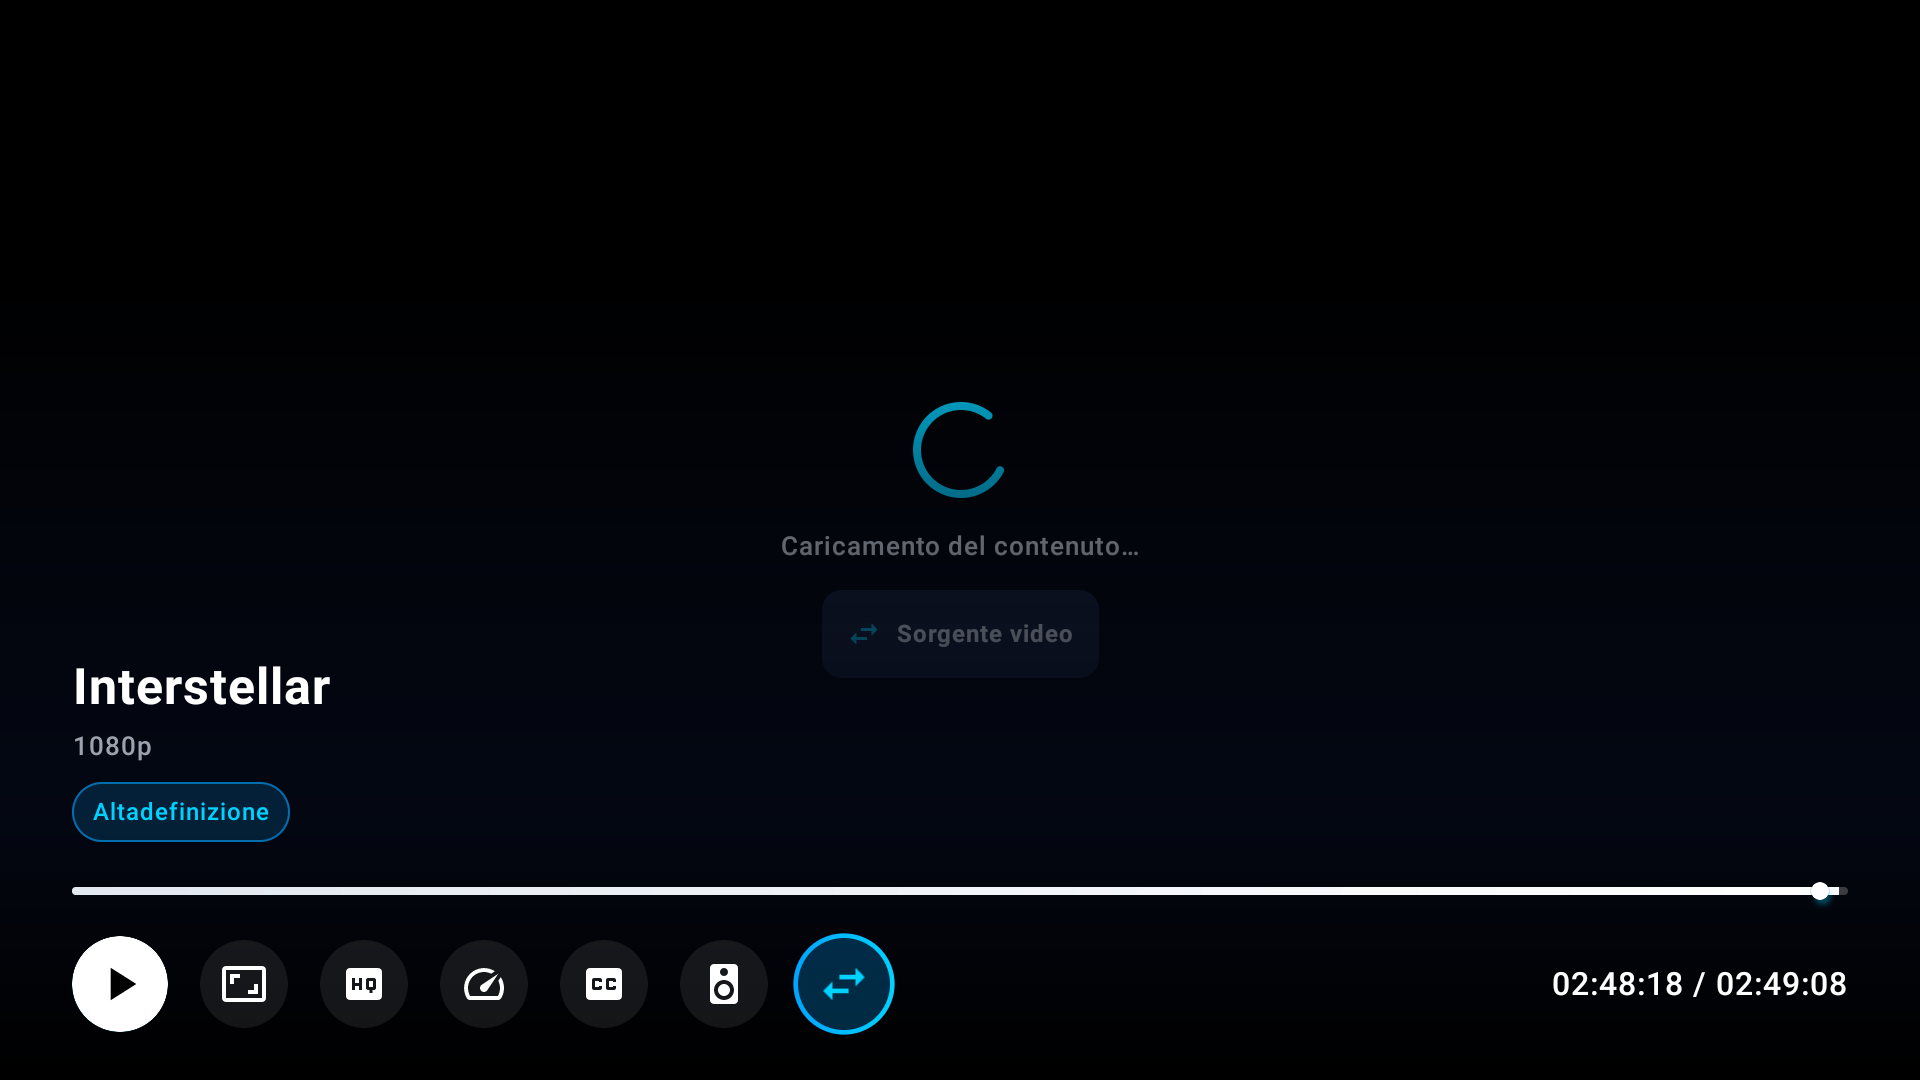 Caricamento del contenuto…
Sorgente video
Interstellar
1080p
Altadefinizione
HQ
CC
02:48:18 / 02:49:08